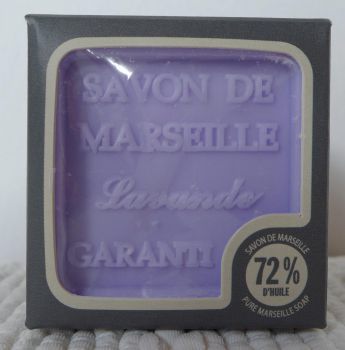 SAVON DE
MARSEILLE
Lavande
GARANTI
SAVON DE MARSEILLE
72%
D'HUILE
PURE MARSEILLE SOAP